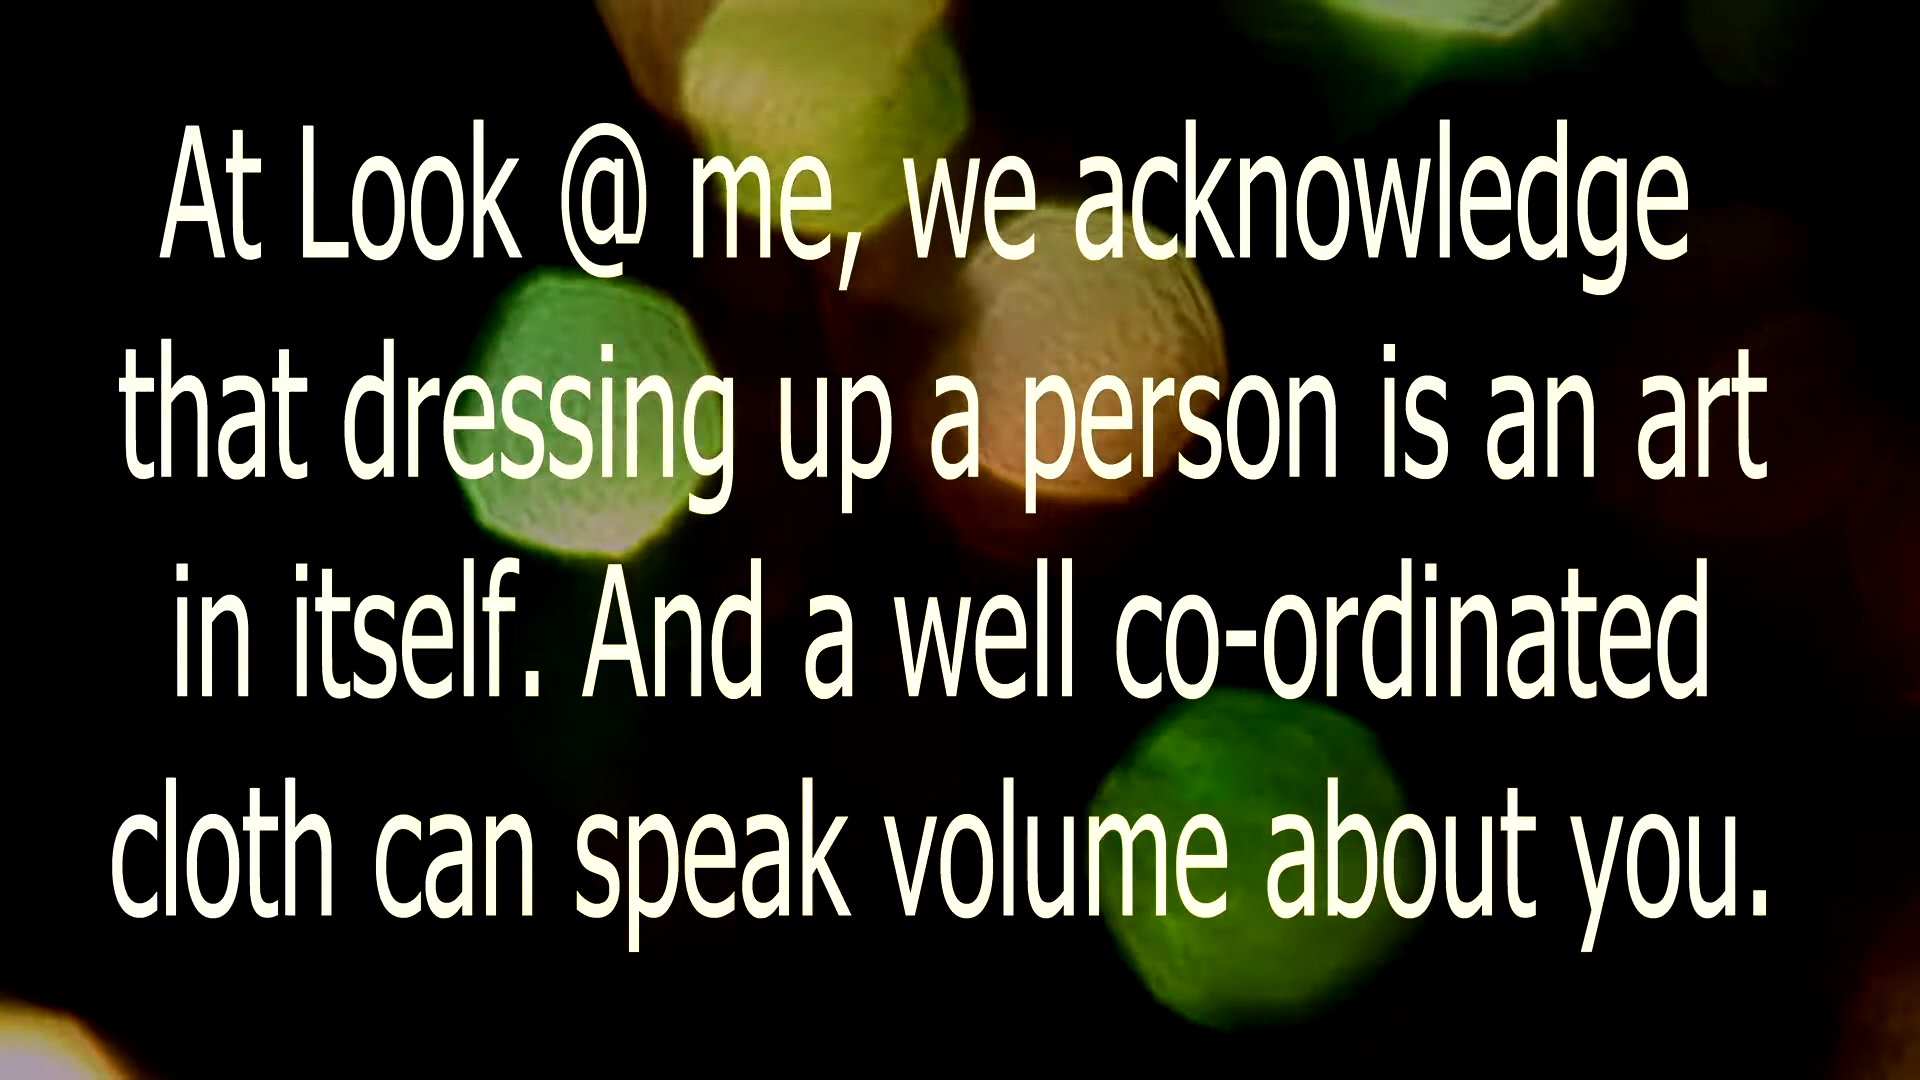 At Look @ me, we acknowledge
that dressing up a person is an art
in itself. And a well co-ordinated
cloth can speak volume about you.